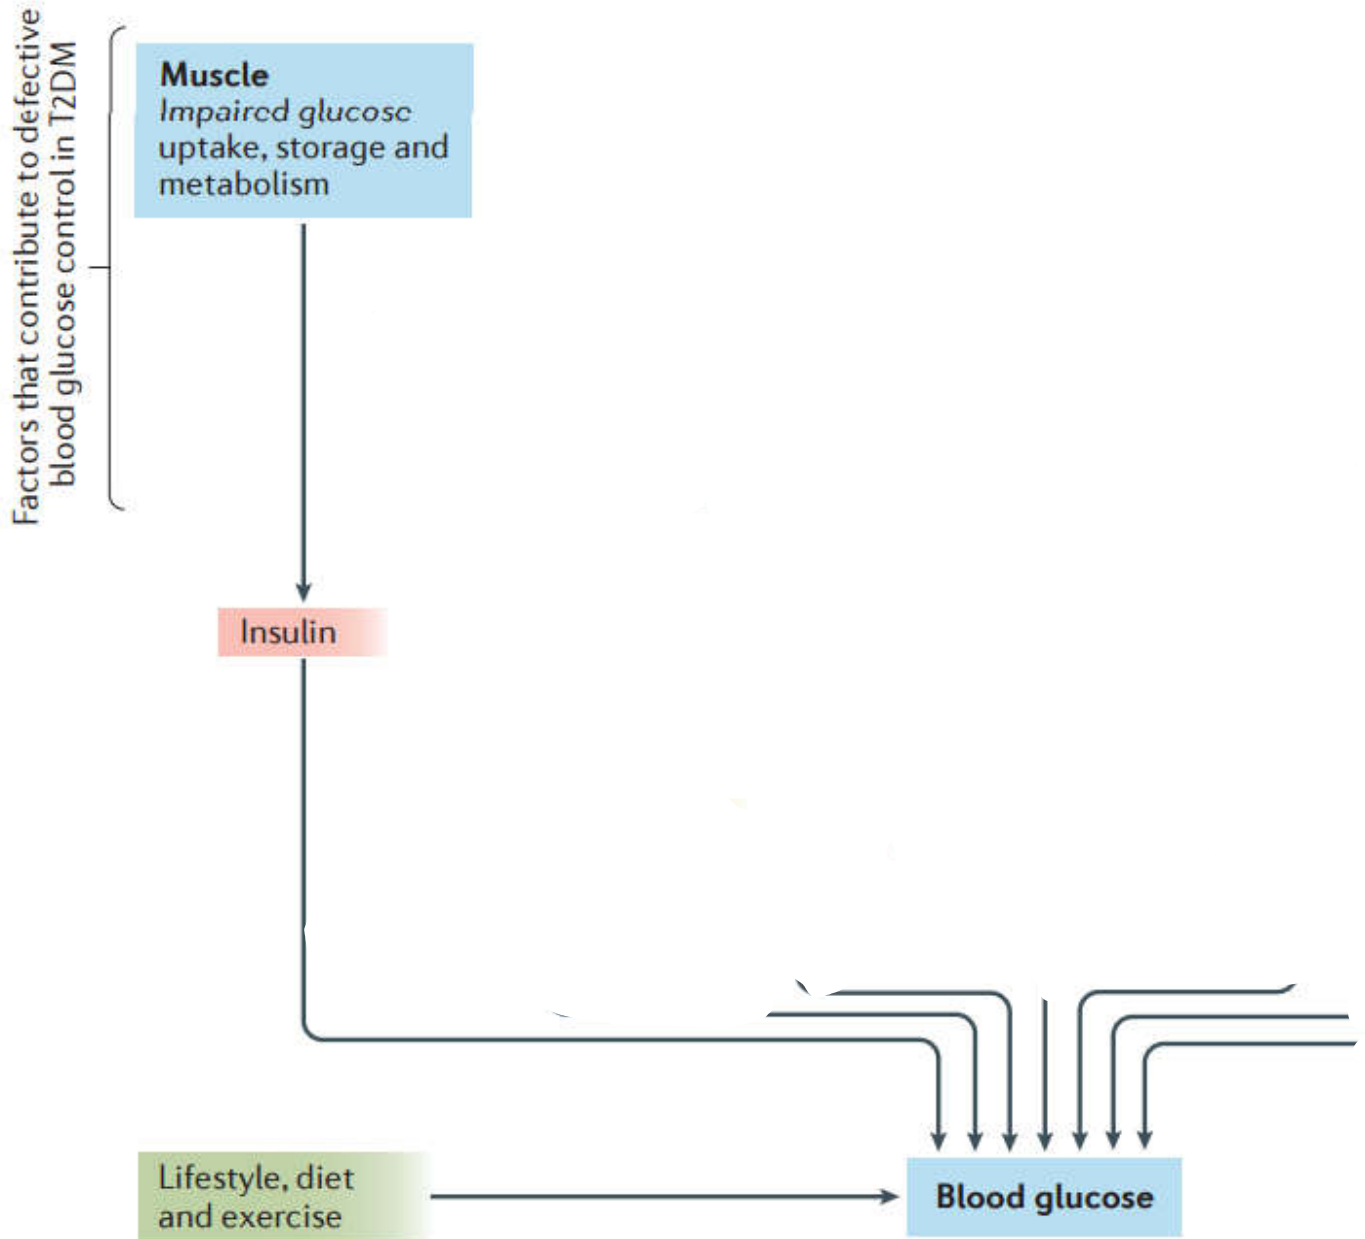 Factors that contribute to defective
blood glucose control in T2DM
Muscle
Impaired glucose
uptake, storage and
metabolism
Insulin
Lifestyle, diet
and exercise
Blood glucose